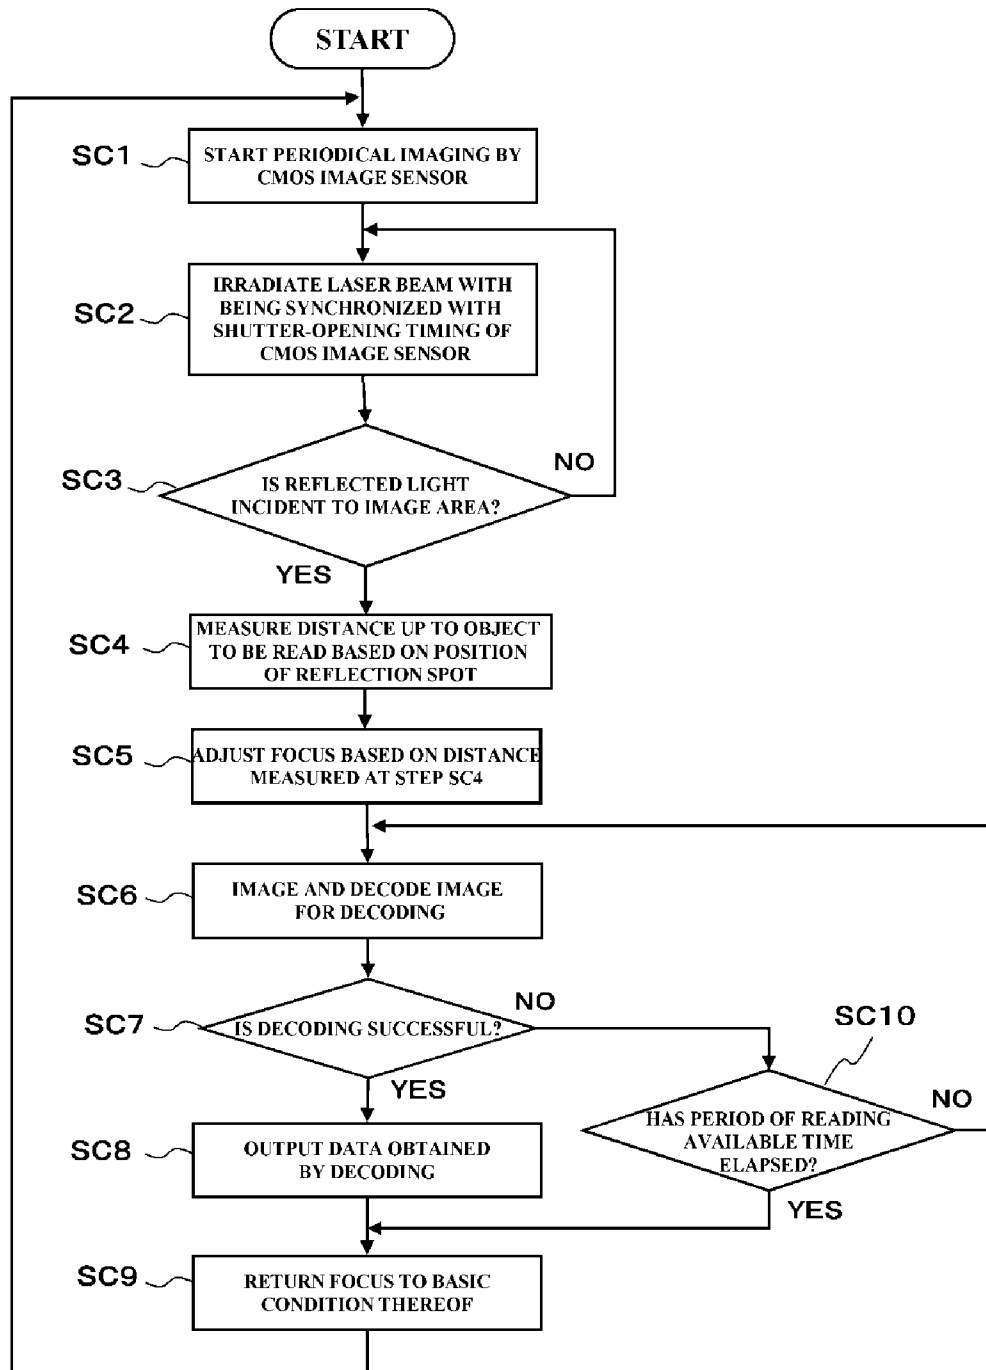 START
SC1
START PERIODICAL IMAGING BY
CMOS IMAGE SENSOR
SC2
IRRADIATE LASER BEAM WITH
BEING SYNCHRONIZED WITH
SHUTTER-OPENING TIMING OF
CMOS IMAGE SENSOR
SC3
IS REFLECTED LIGHT
INCIDENT TO IMAGE AREA?
NO
YES
SC4
MEASURE DISTANCE UP TO OBJECT
TO BE READ BASED ON POSITION
OF REFLECTION SPOT
SC5
ADJUST FOCUS BASED ON DISTANCE
MEASURED AT STEP SC4
SC6
IMAGE AND DECODE IMAGE
FOR DECODING
SC7
IS DECODING SUCCESSFUL?
NO
YES
SC10
HAS PERIOD OF READING
AVAILABLE TIME
ELAPSED?
NO
YES
SC8
OUTPUT DATA OBTAINED
BY DECODING
SC9
RETURN FOCUS TO BASIC
CONDITION THEREOF